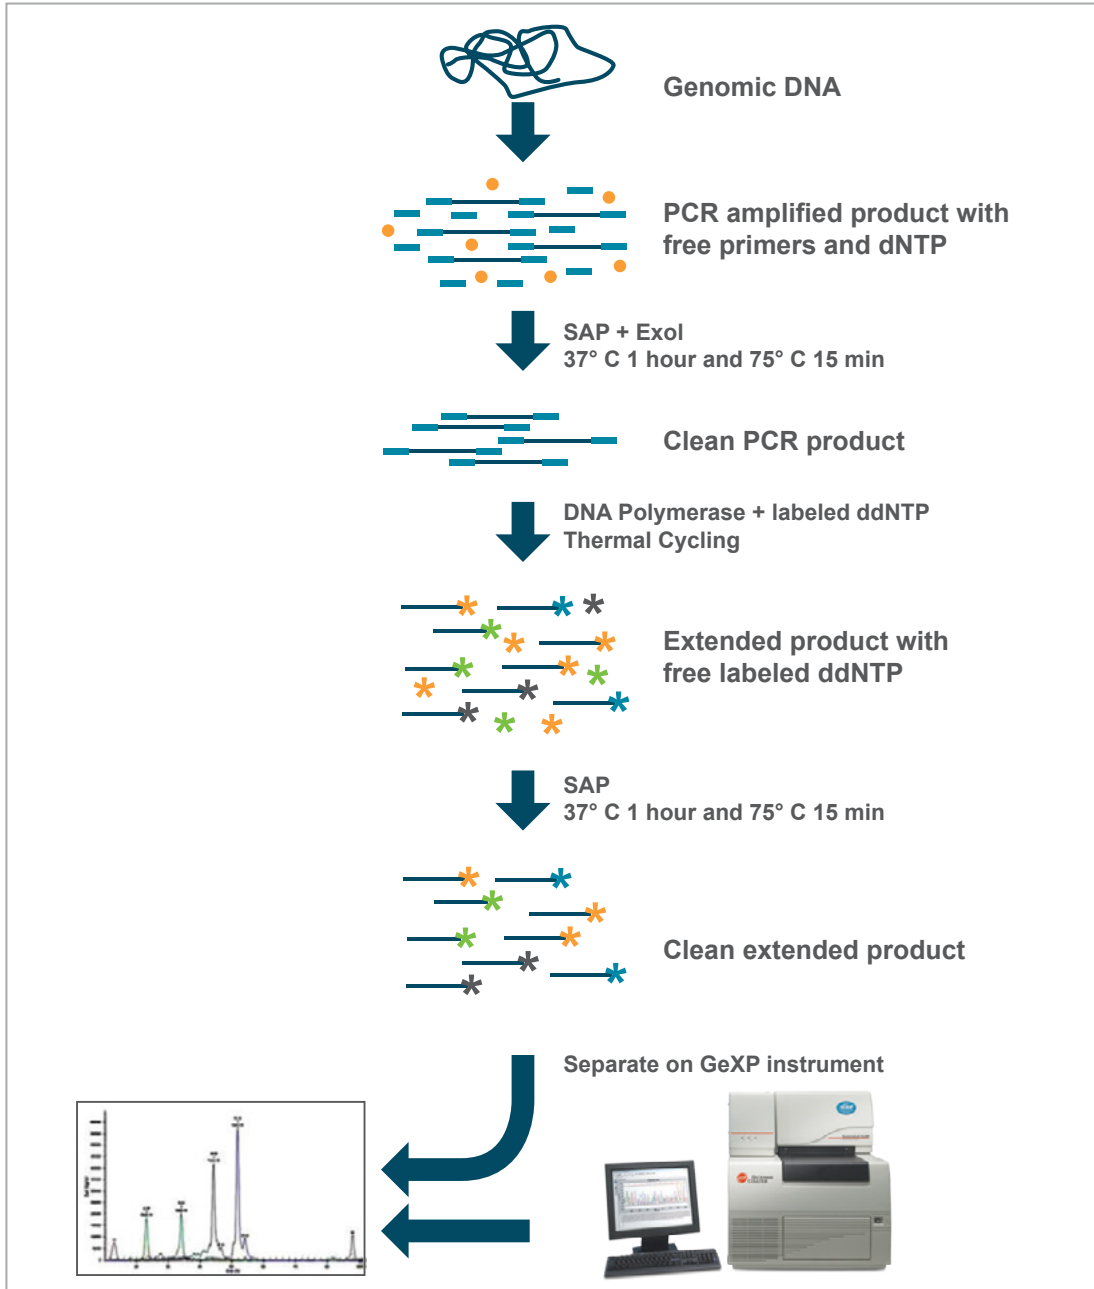 Genomic DNA
PCR amplified product with
free primers and dNTP
SAP + ExoI
37° C 1 hour and 75° C 15 min
Clean PCR product
DNA Polymerase + labeled ddNTP
Thermal Cycling
Extended product with
free labeled ddNTP
SAP
37° C 1 hour and 75° C 15 min
Clean extended product
Separate on GeXP instrument
BECKMAN
COULTER